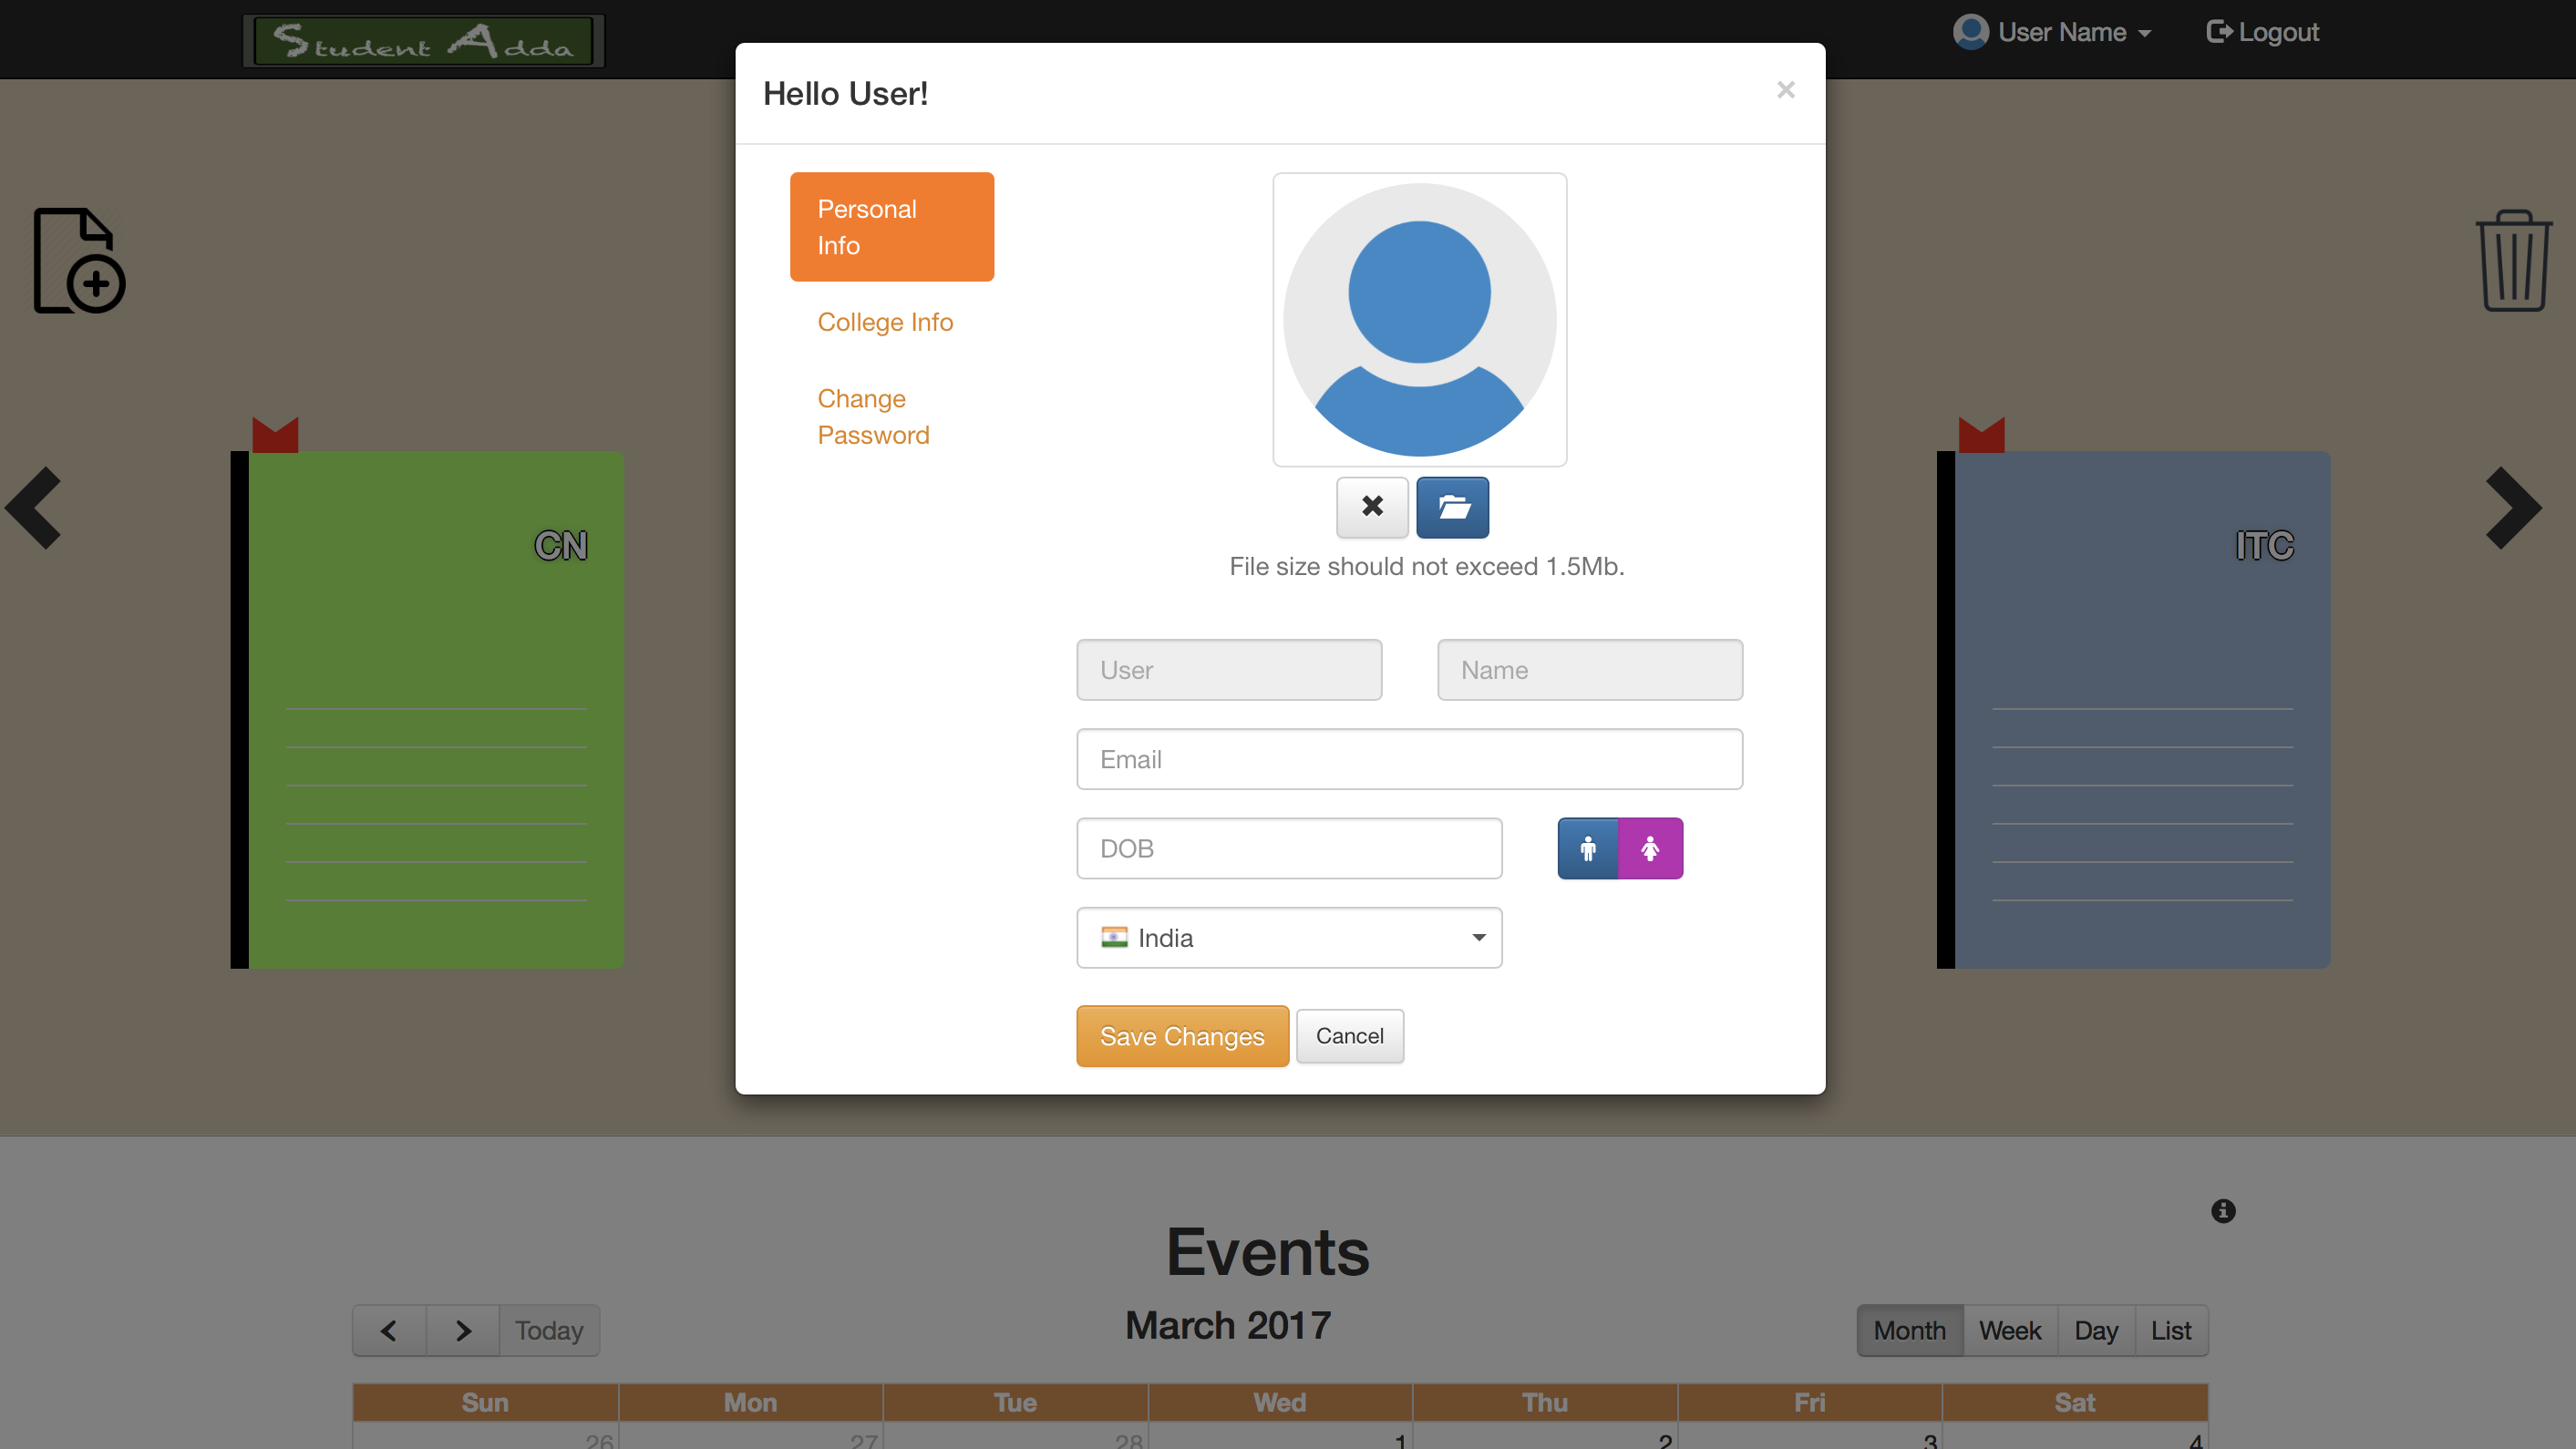 Student Adda
User Name
Logout
Hello User!
×
Personal
Info
College Info
Change
Password
File size should not exceed 1.5Mb.
User
Name
Email
DOB
India
Save Changes
Cancel
CN
ITC
Events
Today
March 2017
Month
Week
Day
List
Sun
Mon
Tue
Wed
Thu
Fri
Sat
26
27
28
1
2
3
4